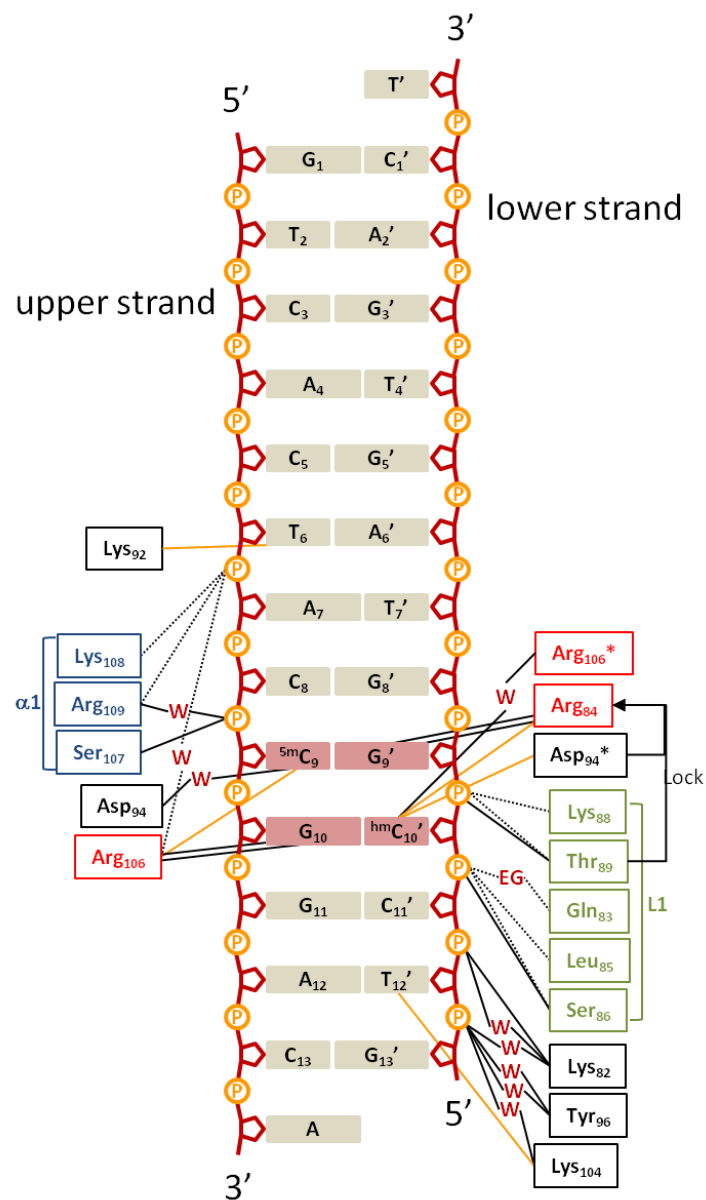 3’
T’
5’
P
G₁ C₁’
P P
lower strand
T₂ A₂’
P P
upper strand
C₃ G₃’
P P
A₄ T₄’
P P
C₅ G₅’
P P
T₆ A₆’
Lys₉₂
P P
A₇ T₇’
P P
Lys₁₀₈
Arg₁₀₆*
C₈ G₈’
W
α1
Arg₁₀₉
W
Arg₈₄
P P
Ser₁₀₇
W
⁵ᵐC₉ G₉’
Asp₉₄*
W
Lock
Asp₉₄
P P
Lys₈₈
G₁₀ ʰᵐC₁₀’
Arg₁₀₆
Thr₈₉
P P
EG
L1
G₁₁ C₁₁’
Gln₈₃
P P
Leu₈₅
A₁₂ T₁₂’
Ser₈₆
P P
W
W
C₁₃ G₁₃’
Lys₈₂
W
W
P
W
Tyr₉₆
5’
A
Lys₁₀₄
3’